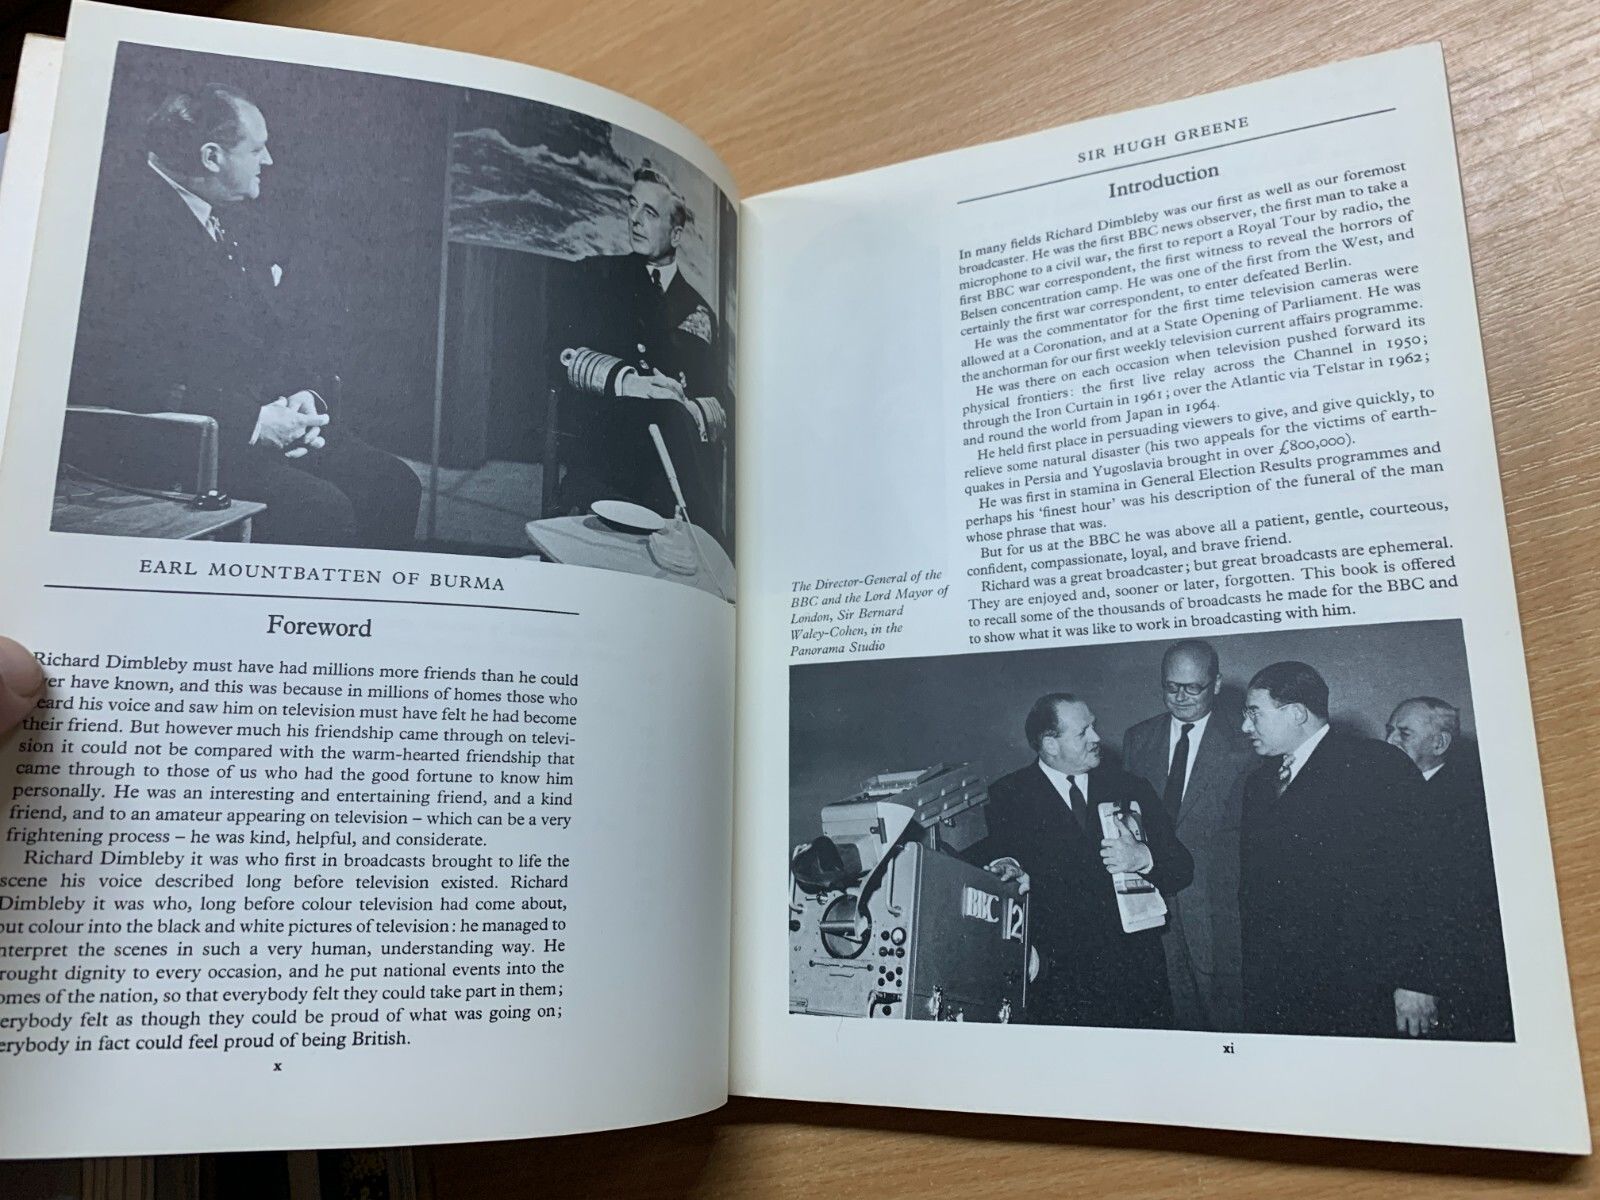 EARL MOUNTBATTEN OF BURMA
Foreword
Richard Dimbleby must have had millions more friends than he could
have known, and this was because in millions of homes those who
heard his voice and saw him on television must have felt he had become
their friend. But however much his friendship came through on televi-
sion it could not be compared with the warm-hearted friendship that
came through to those of us who had the good fortune to know him
personally. He was an interesting and entertaining friend, and a kind
friend, and to an amateur appearing on television – which can be a very
frightening process – he was kind, helpful, and considerate.
Richard Dimbleby it was who first in broadcasts brought to life the
scene his voice described long before television existed. Richard
Dimbleby it was who, long before colour television had come about,
put colour into the black and white pictures of television: he managed to
interpret the scenes in such a very human, understanding way. He
brought dignity to every occasion, and he put national events into the
homes of the nation, so that everybody felt they could take part in them;
everybody felt as though they could be proud of what was going on;
everybody in fact could feel proud of being British.
x
SIR HUGH GREENE
Introduction
In many fields Richard Dimbleby was our first as well as our foremost
broadcaster. He was the first BBC news observer, the first man to take a
microphone to a civil war, the first to report a Royal Tour by radio, the
first BBC war correspondent, the first witness to reveal the horrors of
Belsen concentration camp. He was one of the first from the West, and
certainly the first war correspondent, to enter defeated Berlin.
He was the commentator for the first time television cameras were
allowed at a Coronation, and at a State Opening of Parliament. He was
the anchorman for our first weekly television current affairs programme.
He was there on each occasion when television pushed forward its
physical frontiers: the first live relay across the Channel in 1950;
through the Iron Curtain in 1961; over the Atlantic via Telstar in 1962;
and round the world from Japan in 1964.
He held first place in persuading viewers to give, and give quickly, to
relieve some natural disaster (his two appeals for the victims of earth-
quakes in Persia and Yugoslavia brought in over £800,000).
He was first in stamina in General Election Results programmes and
perhaps his 'finest hour' was his description of the funeral of the man
whose phrase that was.
But for us at the BBC he was above all a patient, gentle, courteous,
confident, compassionate, loyal, and brave friend.
Richard was a great broadcaster; but great broadcasts are ephemeral.
They are enjoyed and, sooner or later, forgotten. This book is offered
to recall some of the thousands of broadcasts he made for the BBC and
to show what it was like to work in broadcasting with him.
The Director-General of the
BBC and the Lord Mayor of
London, Sir Bernard
Waley-Cohen, in the
Panorama Studio
BBC 12
xi